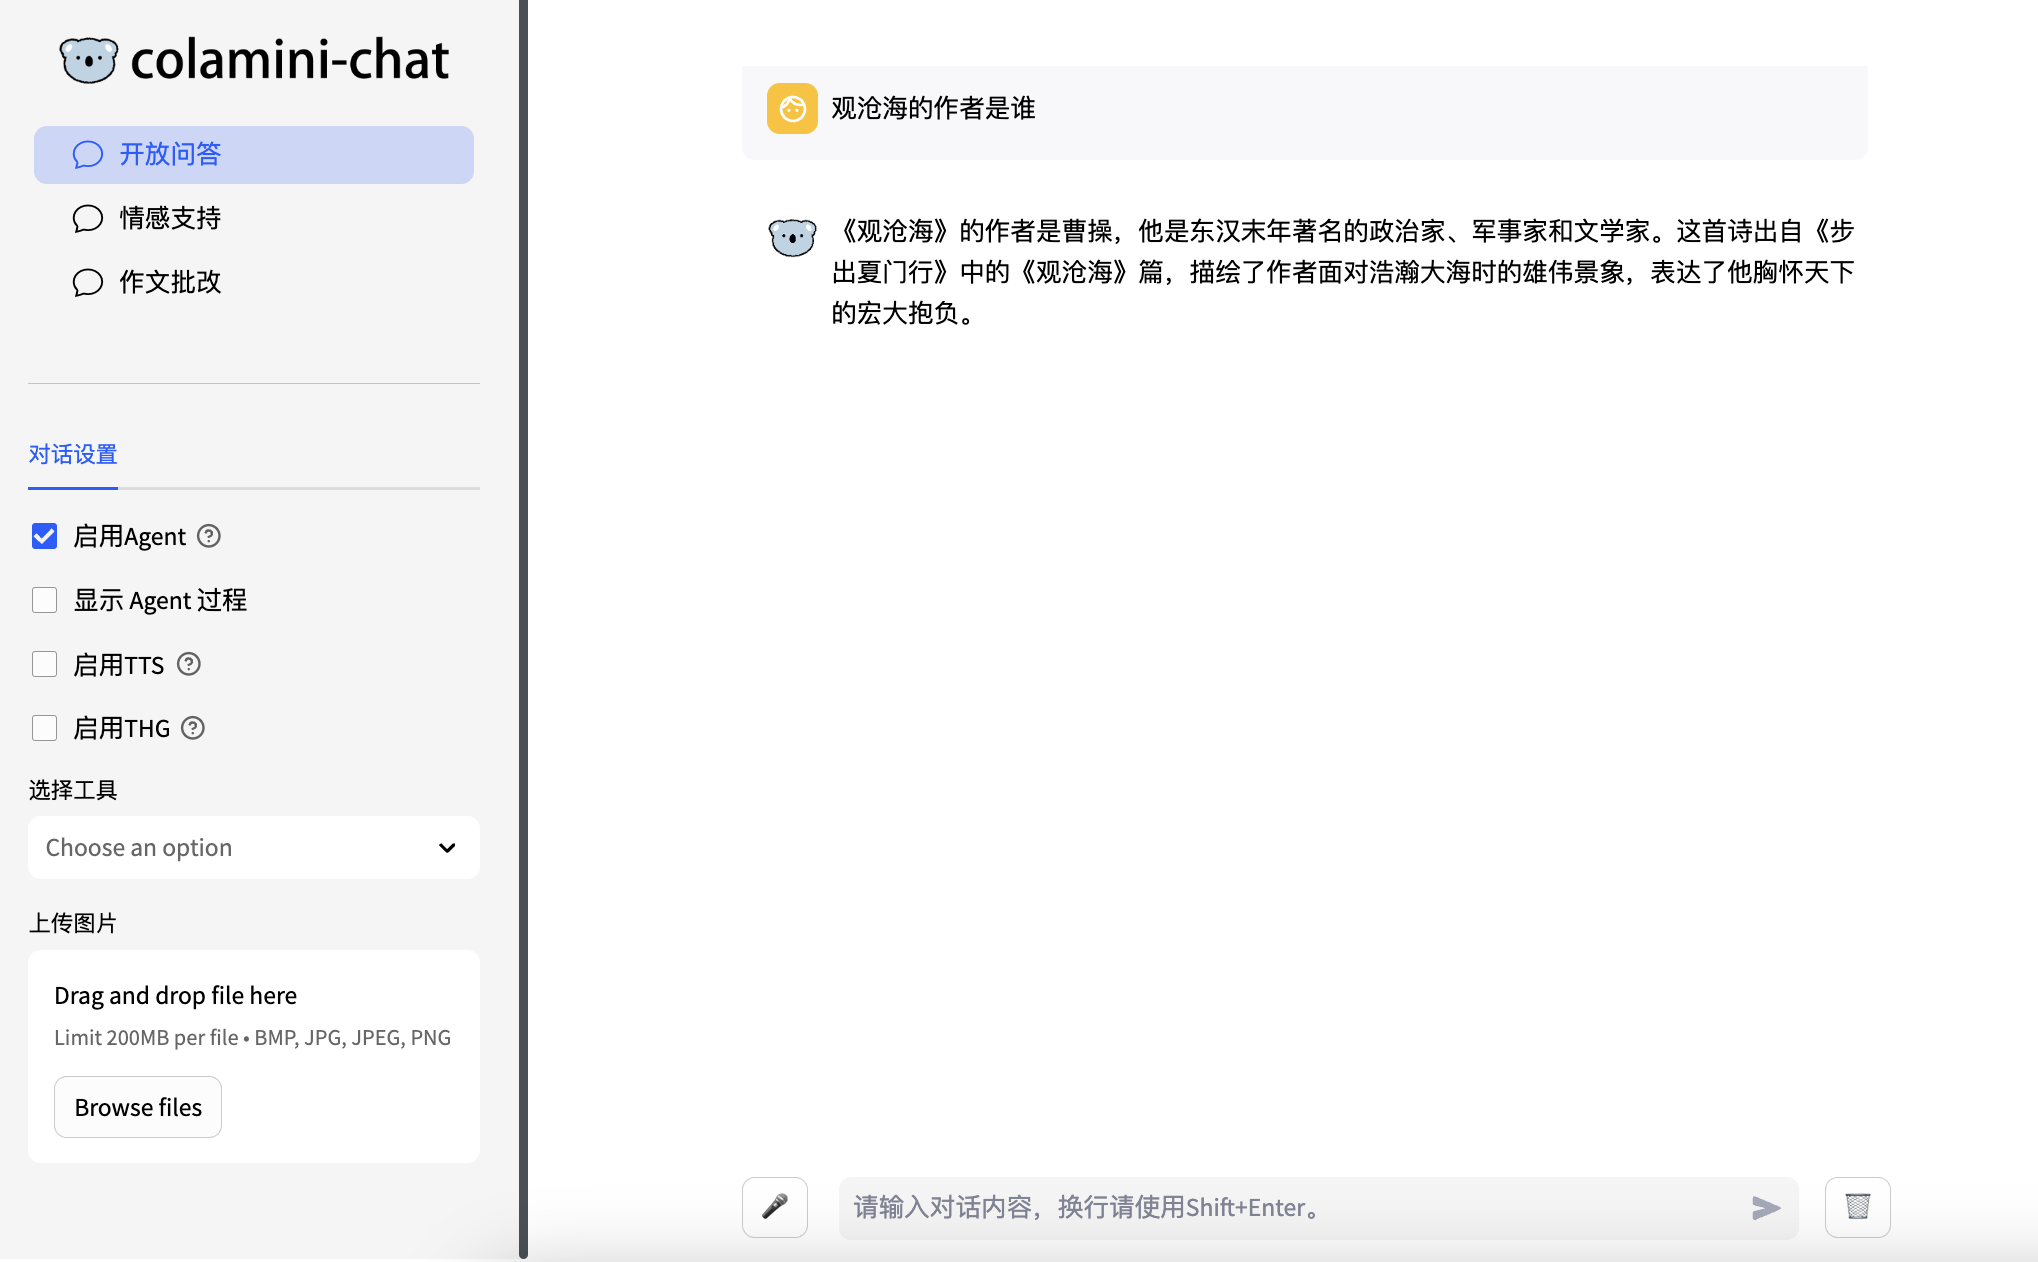 colamini-chat
开放问答
情感支持
作文批改
对话设置
启用Agent
显示 Agent 过程
启用TTS
启用THG
选择工具
Choose an option
上传图片
Drag and drop file here
Limit 200MB per file • BMP, JPG, JPEG, PNG
Browse files
观沧海的作者是谁
《观沧海》的作者是曹操，他是东汉末年著名的政治家、军事家和文学家。这首诗出自《步
出夏门行》中的《观沧海》篇，描绘了作者面对浩瀚大海时的雄伟景象，表达了他胸怀天下
的宏大抱负。
请输入对话内容，换行请使用Shift+Enter。